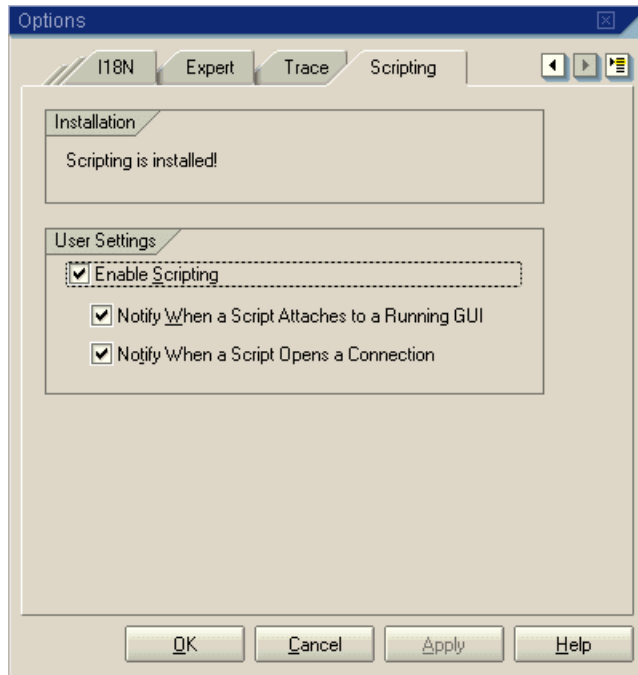 Options
I18N Expert Trace Scripting
Installation
Scripting is installed!
User Settings
Enable Scripting
Notify When a Script Attaches to a Running GUI
Notify When a Script Opens a Connection
OK Cancel Apply Help